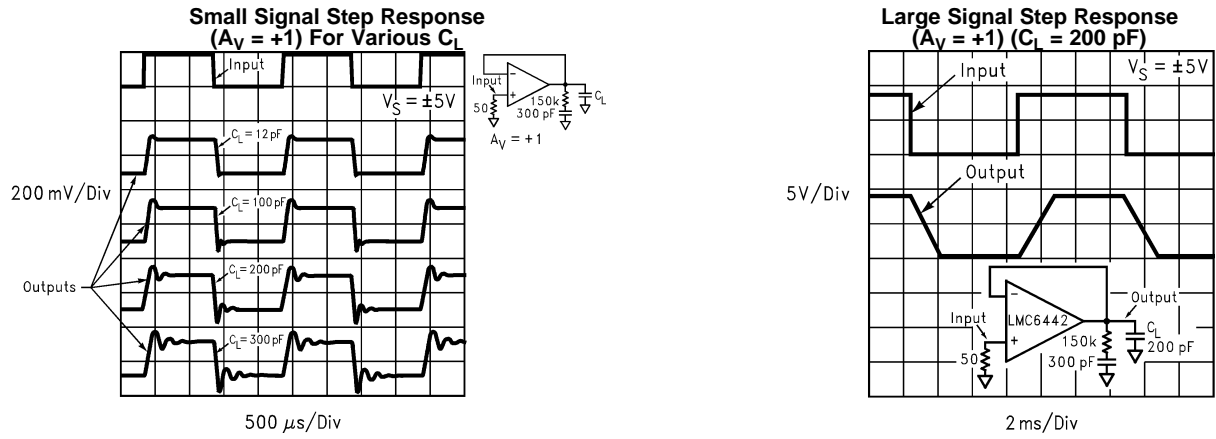 Small Signal Step Response
(A_V = +1) For Various C_L
Input
V_S = ±5V
C_L = 12 pF
200 mV/Div
C_L = 100 pF
C_L = 200 pF
Outputs
C_L = 300 pF
500 μs/Div
Input
−
+
50
150k
300 pF
C_L
A_V = +1
Large Signal Step Response
(A_V = +1) (C_L = 200 pF)
V_S = ±5V
Input
Output
5V/Div
−
LMC6442
+
Input
50
Output
150k
300 pF
C_L
200 pF
2 ms/Div